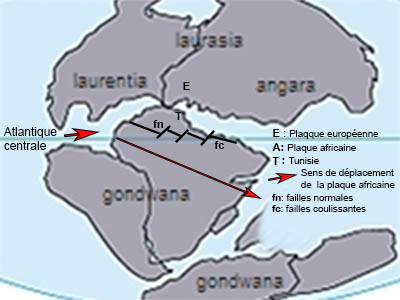 laurasia
laurentia
E
angara
T
fn
fc
Atlantique
centrale
gondwana
gondwana
E : Plaqque européenne
A: Plaque africaine
T : Tunisie
Sens de déplacement
de la plaque africaine
fn: failles normales
fc: failles coulissantes